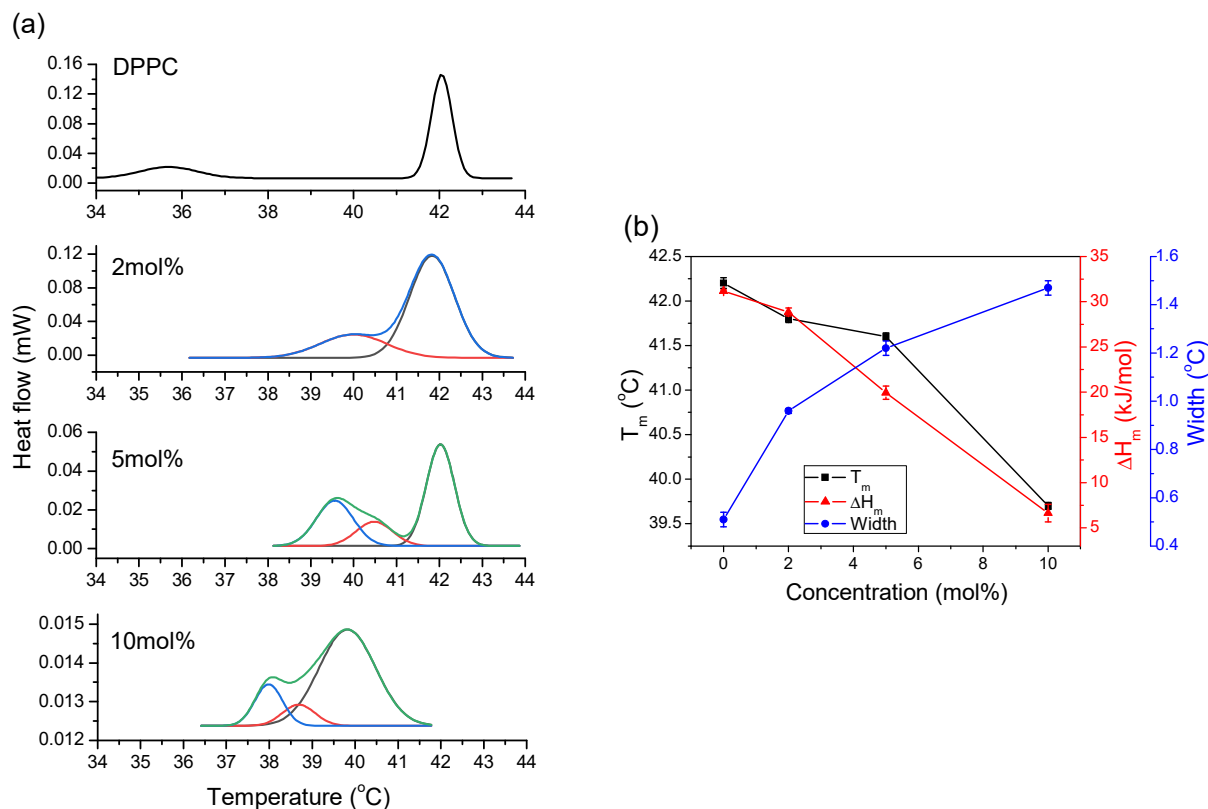 (a)
DPPC
0.16
0.12
0.08
0.04
0.00
34 35 36 37 38 39 40 41 42 43 44
2mol%
0.12
0.08
0.04
0.00
34 35 36 37 38 39 40 41 42 43 44
5mol%
0.06
0.04
0.02
0.00
34 35 36 37 38 39 40 41 42 43 44
10mol%
0.015
0.014
0.013
0.012
34 35 36 37 38 39 40 41 42 43 44
Heat flow (mW)
Temperature (°C)
(b)
42.5
42.0
41.5
41.0
40.5
40.0
39.5
Tm (°C)
0 2 4 6 8 10
Concentration (mol%)
Tm
ΔHm
Width
35
30
25
20
15
10
5
ΔHm (kJ/mol)
1.6
1.4
1.2
1.0
0.8
0.6
0.4
Width (°C)